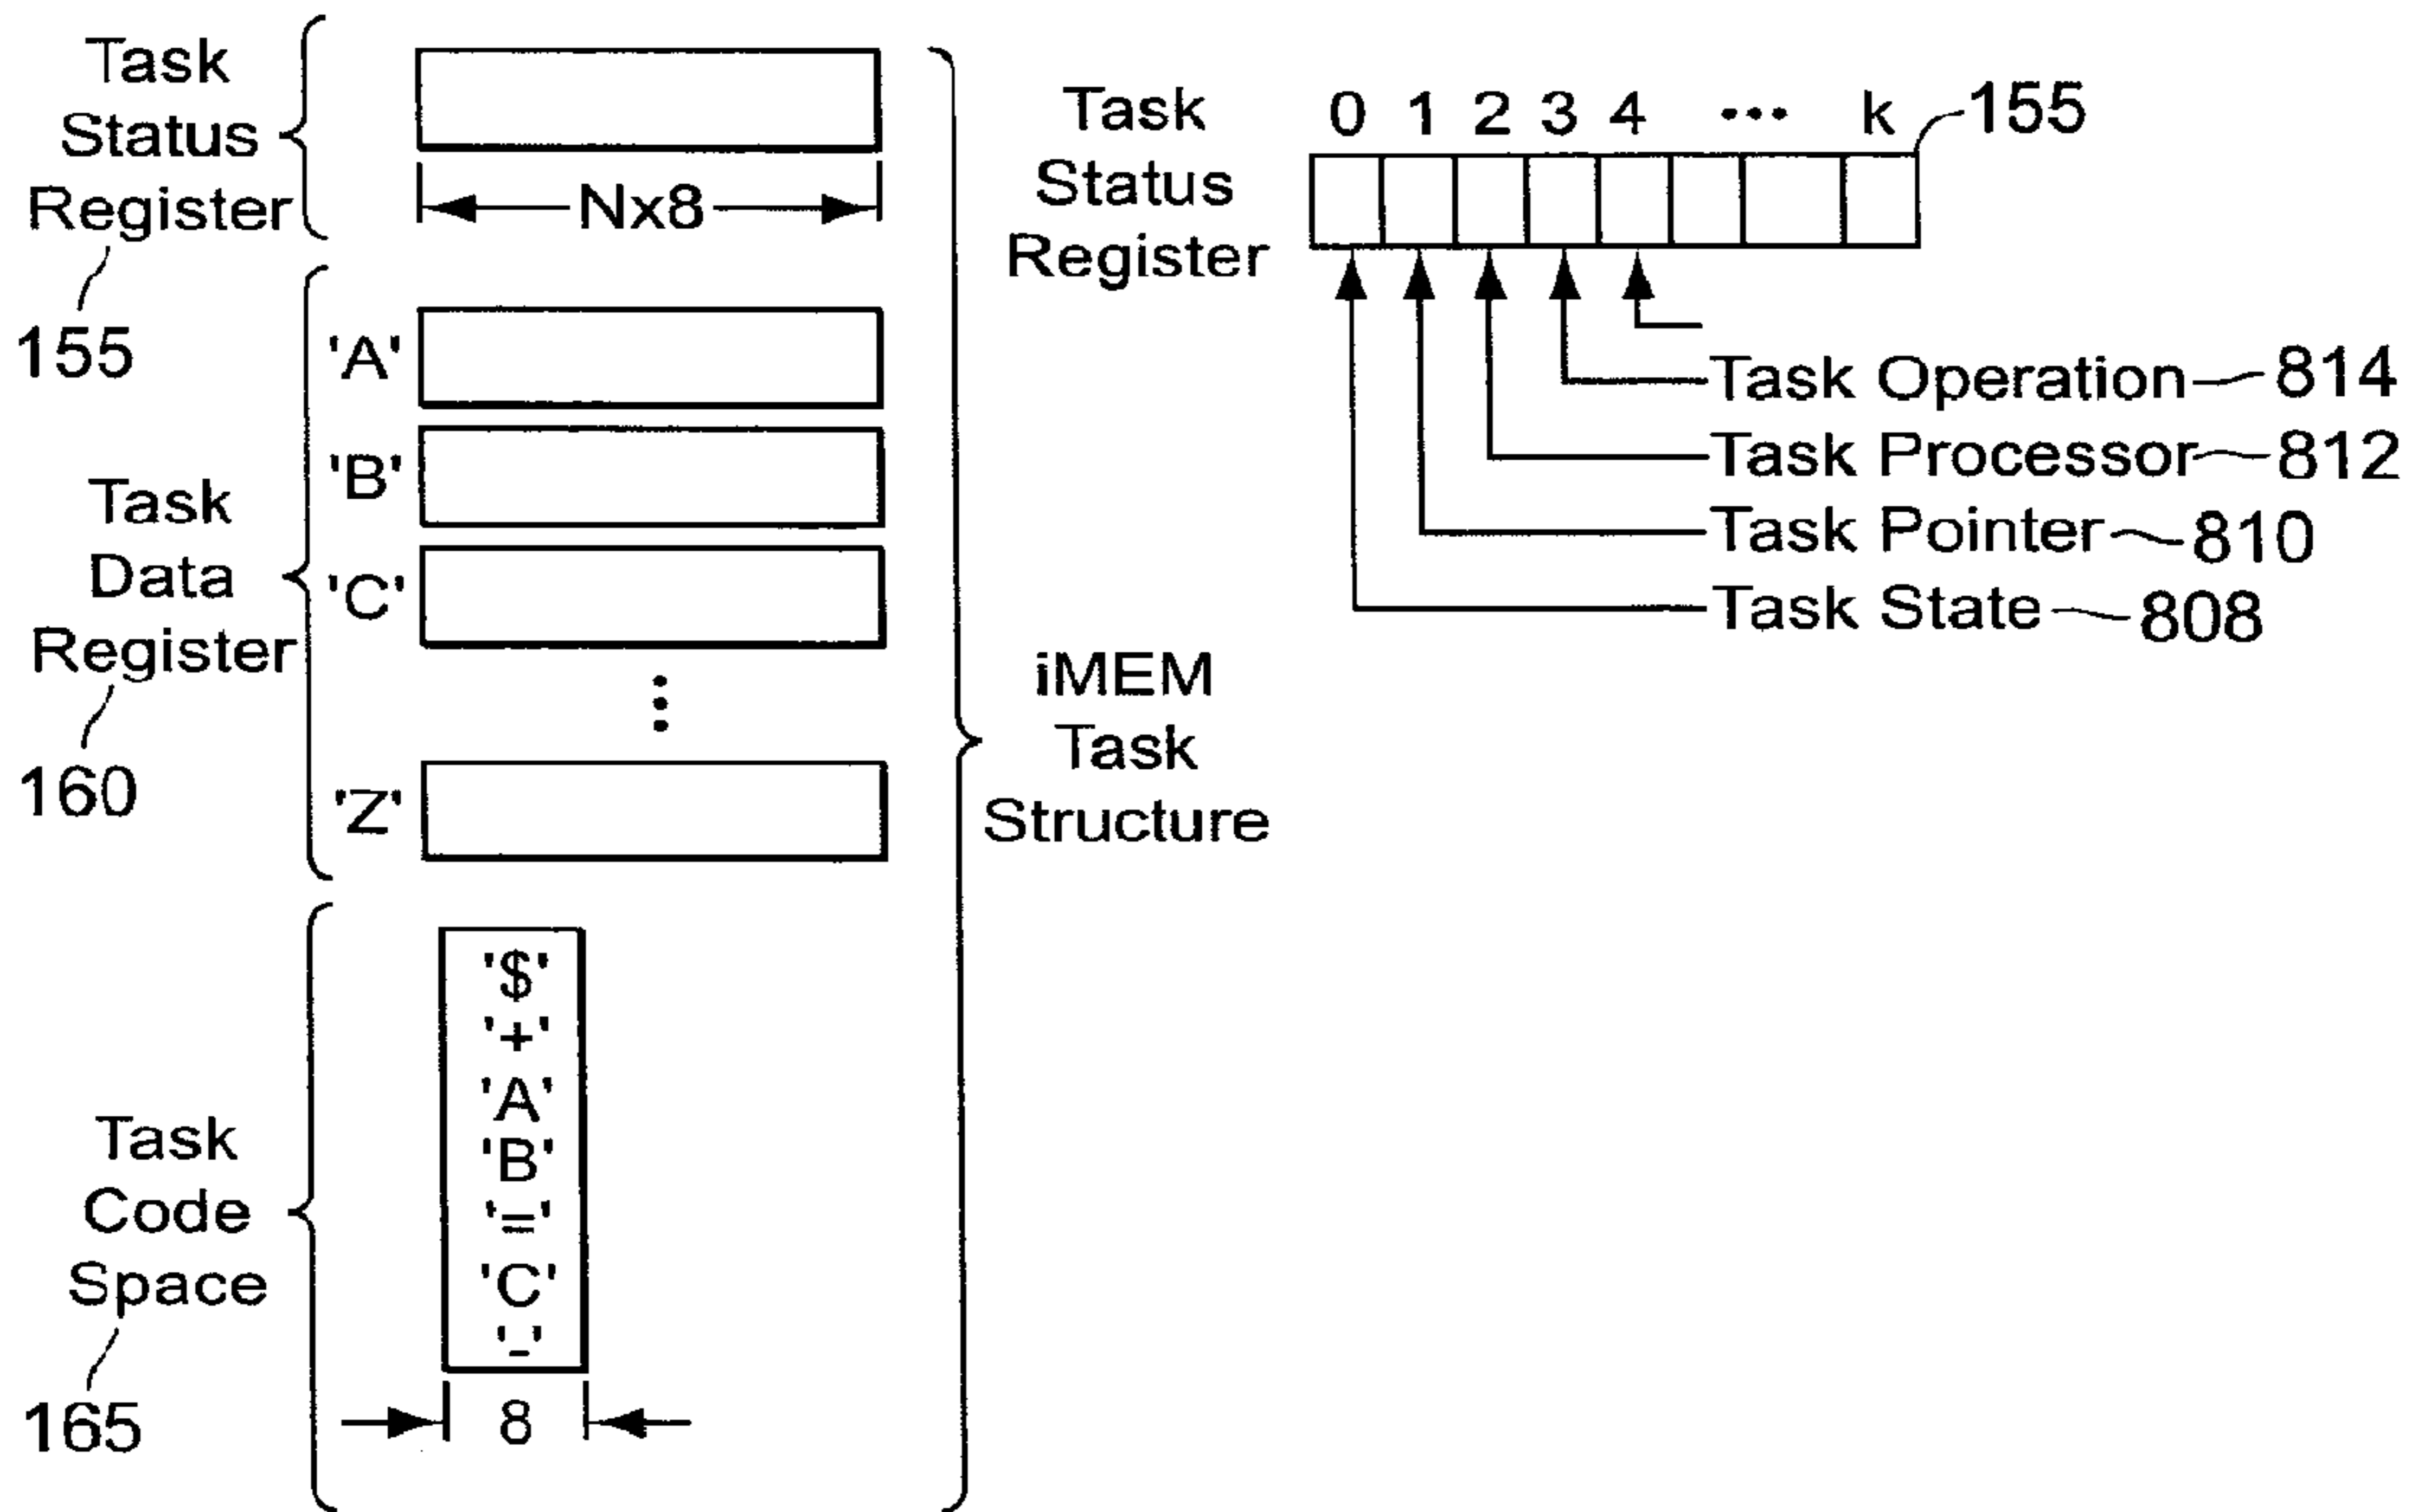 Task
Status
Register
155
Nx8
Task
Data
Register
160
'A'
'B'
'C'
'Z'
Task
Code
Space
165
'$'
'+'
'A'
'B'
'='
'C'
'_'
8
iMEM
Task
Structure
Task
Status
Register
0 1 2 3 4 ... k
155
Task Operation 814
Task Processor 812
Task Pointer 810
Task State 808